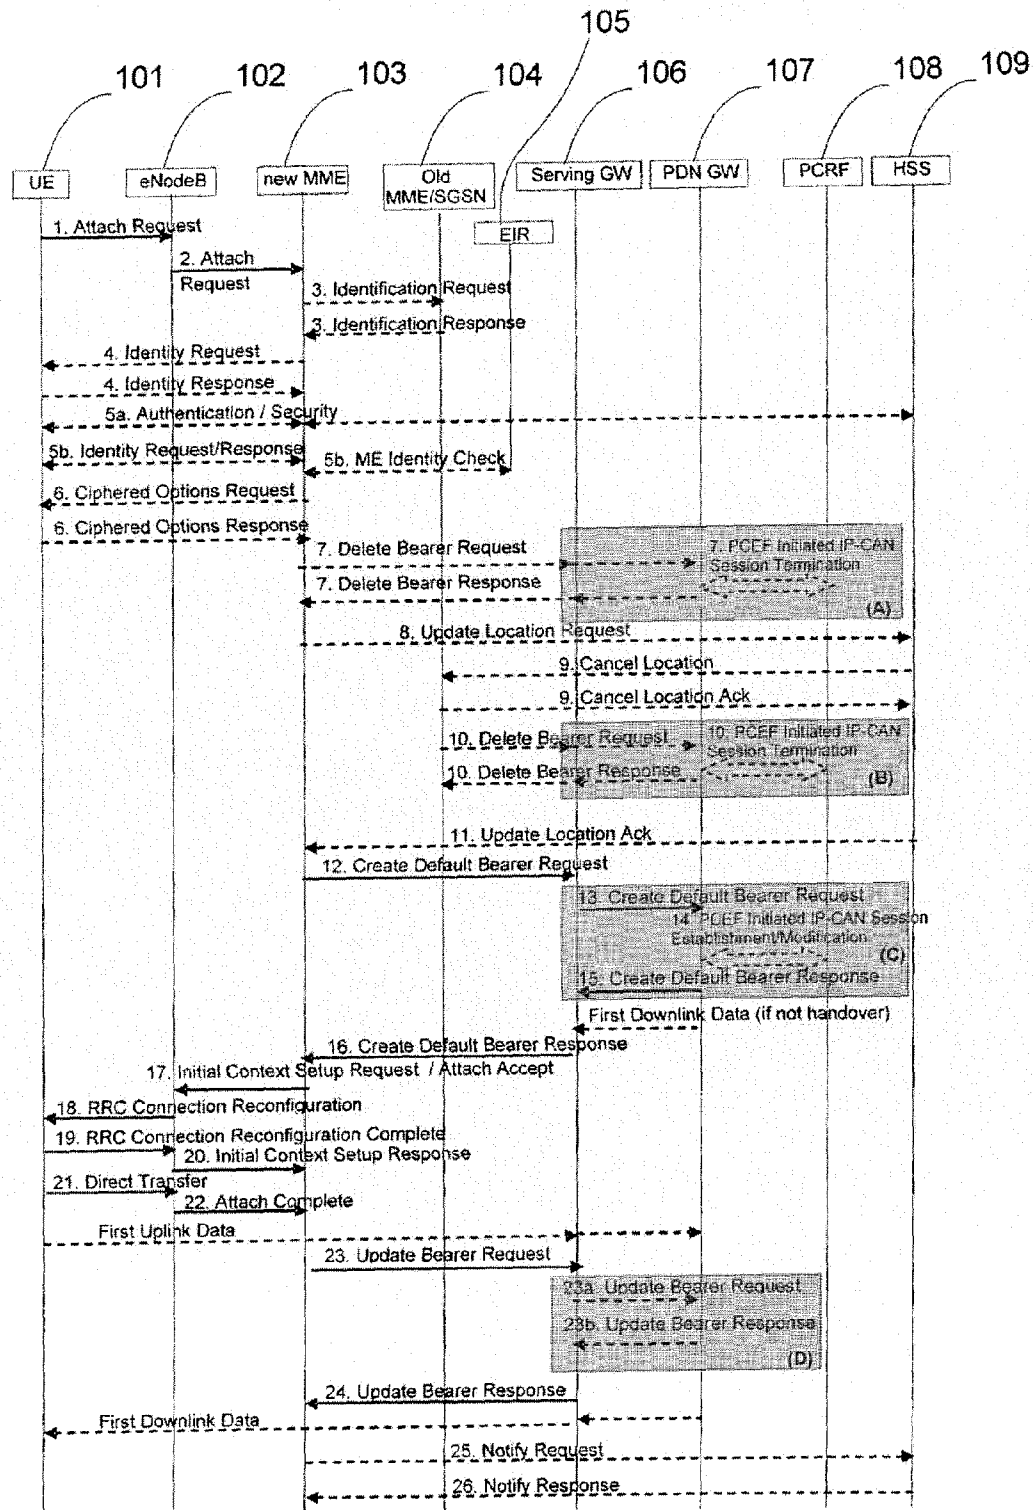 105
101
102
103
104
106
107
108
109
UE
eNodeB
new MME
Old
MME/SGSN
EIR
Serving GW
PDN GW
PCRF
HSS
1. Attach Request
2. Attach
Request
3. Identification Request
3. Identification Response
4. Identity Request
4. Identity Response
5a. Authentication / Security
5b. Identity Request/Response
5b. ME Identity Check
6. Ciphered Options Request
6. Ciphered Options Response
7. Delete Bearer Request
7. PCEF Initiated IP-CAN
Session Termination
7. Delete Bearer Response
(A)
8. Update Location Request
9. Cancel Location
9. Cancel Location Ack
10. Delete Bearer Request
10. PCEF Initiated IP-CAN
Session Termination
10. Delete Bearer Response
(B)
11. Update Location Ack
12. Create Default Bearer Request
13. Create Default Bearer Request
14. PCEF Initiated IP-CAN Session
Establishment/Modification
(C)
15. Create Default Bearer Response
First Downlink Data (if not handover)
16. Create Default Bearer Response
17. Initial Context Setup Request / Attach Accept
18. RRC Connection Reconfiguration
19. RRC Connection Reconfiguration Complete
20. Initial Context Setup Response
21. Direct Transfer
22. Attach Complete
First Uplink Data
23. Update Bearer Request
23a. Update Bearer Request
23b. Update Bearer Response
(D)
24. Update Bearer Response
First Downlink Data
25. Notify Request
26. Notify Response